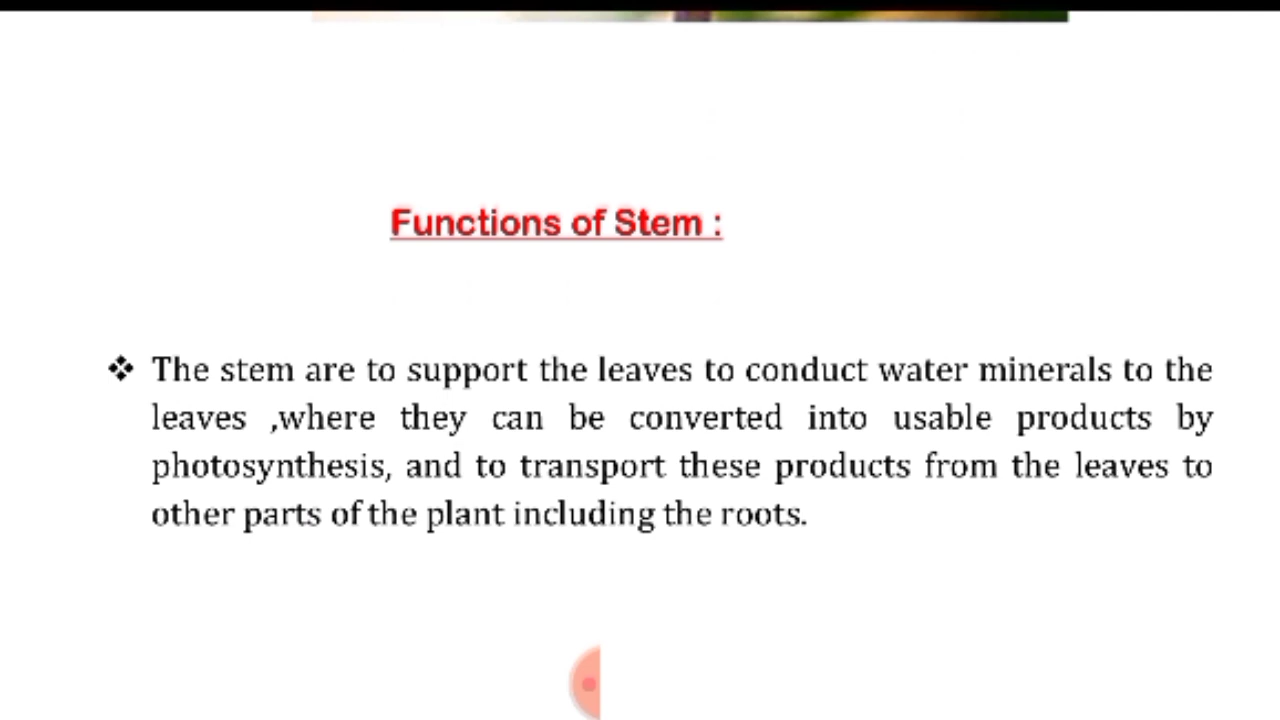 Functions of Stem :
❖ The stem are to support the leaves to conduct water minerals to the
leaves ,where they can be converted into usable products by
photosynthesis, and to transport these products from the leaves to
other parts of the plant including the roots.